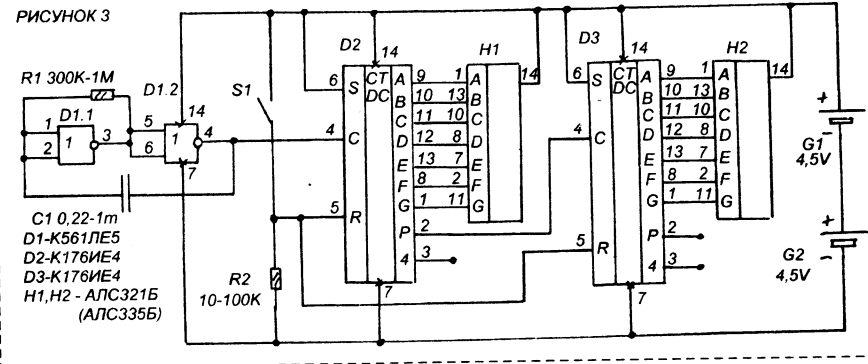 РИСУНОК 3
R1 300K-1M
D1.2
D1.1
1
2
1
3
5
6
1
4
14
7
S1
C1 0,22-1m
D1-К561ЛЕ5
D2-К176ИЕ4
D3-К176ИЕ4
H1,H2 - АЛС321Б
(АЛС335Б)
R2
10-100K
D2
14
6
4
5
S
C
R
CT
DC
A
B
C
D
E
F
G
P
4
9
10
11
12
13
8
1
2
3
7
H1
1
13
10
8
7
2
11
A
B
C
D
E
F
G
14
D3
14
6
4
5
S
C
R
CT
DC
A
B
C
D
E
F
G
P
4
9
10
11
12
13
8
1
2
3
7
H2
1
13
10
8
7
2
11
A
B
C
D
E
F
G
14
+
G1
4,5V
−
+
G2
4,5V
−